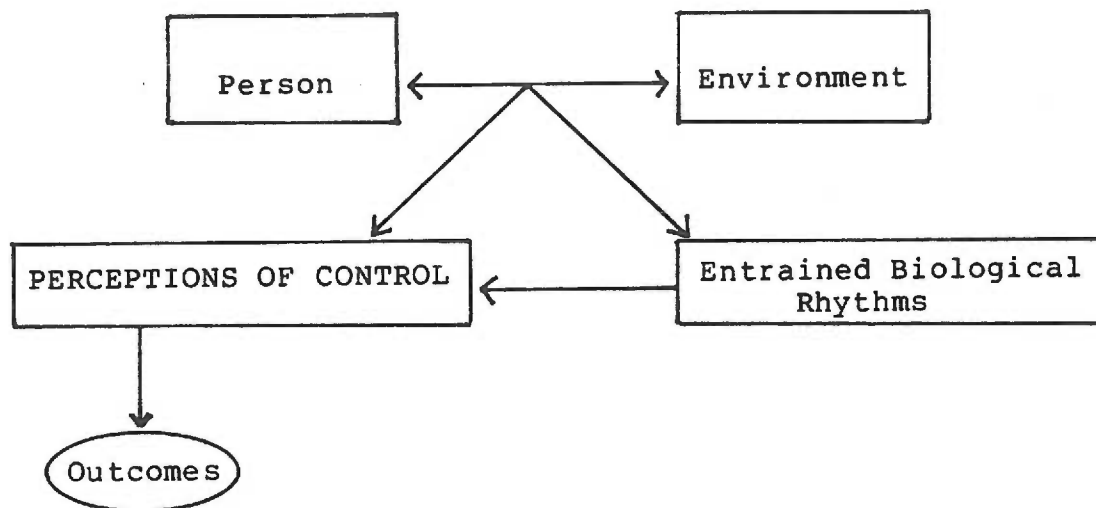 Person
Environment
PERCEPTIONS OF CONTROL
Entrained Biological
Rhythms
Outcomes